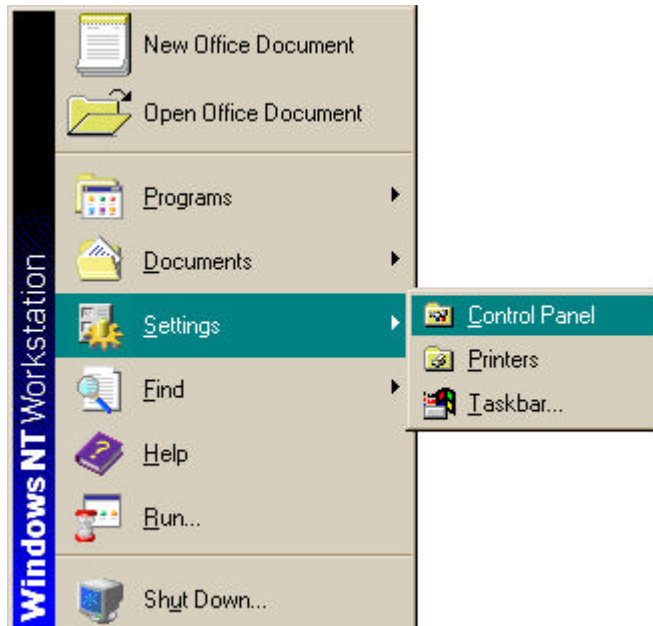 New Office Document
Open Office Document
Programs
Documents
Settings
Find
Help
Run...
Shut Down...
Control Panel
Printers
Taskbar...
Windows NT Workstation